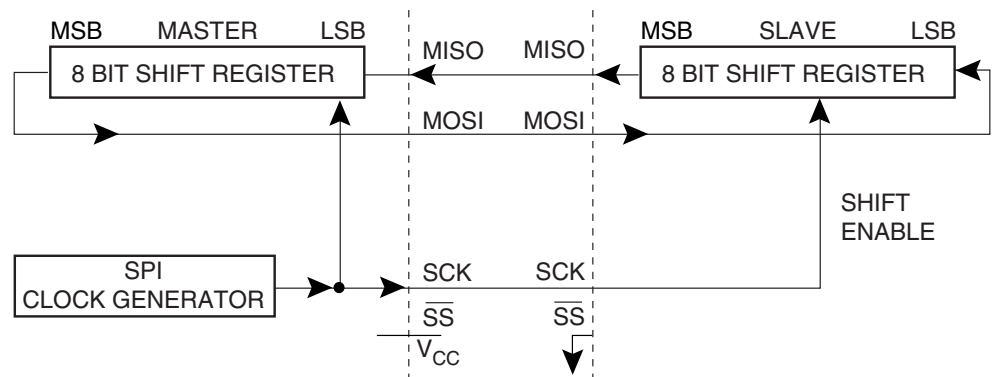 MSB MASTER LSB
MISO MISO
MSB SLAVE LSB
8 BIT SHIFT REGISTER
8 BIT SHIFT REGISTER
MOSI MOSI
SHIFT
ENABLE
SPI
CLOCK GENERATOR
SCK SCK
SS SS
VCC